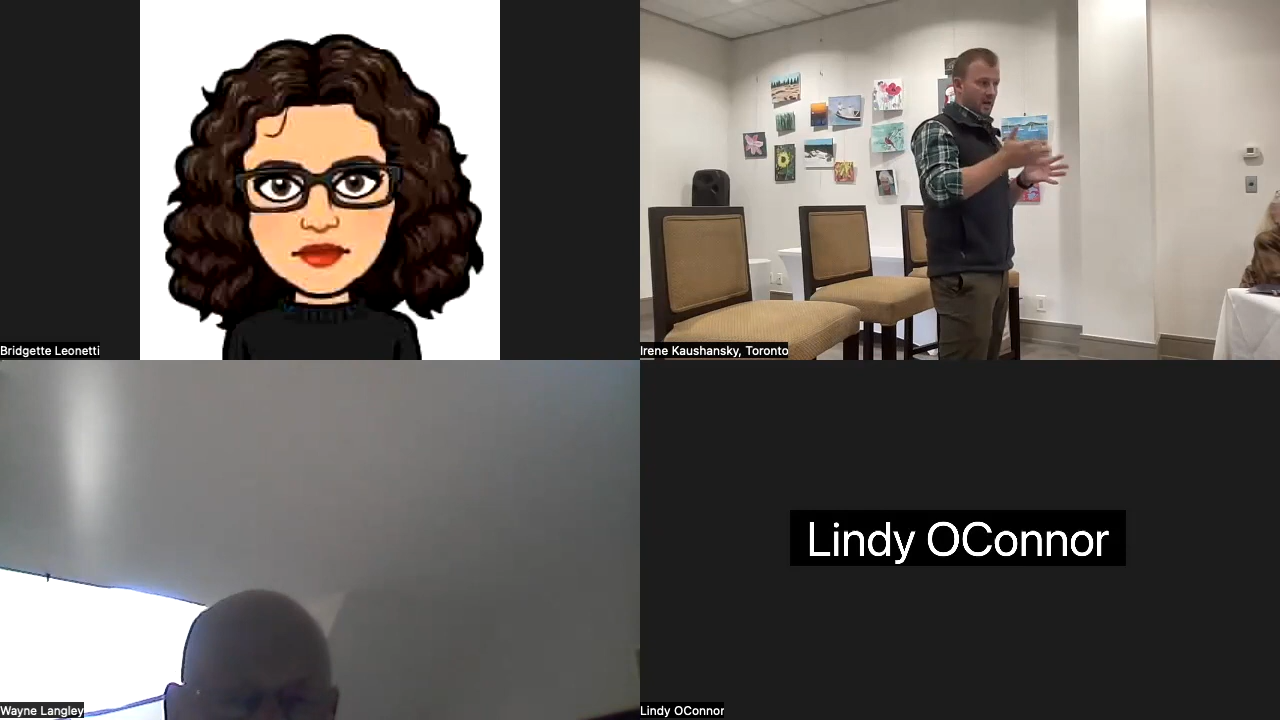 Bridgette Leonetti
Irene Kaushansky, Toronto
Wayne Langley
Lindy OConnor
Lindy OConnor